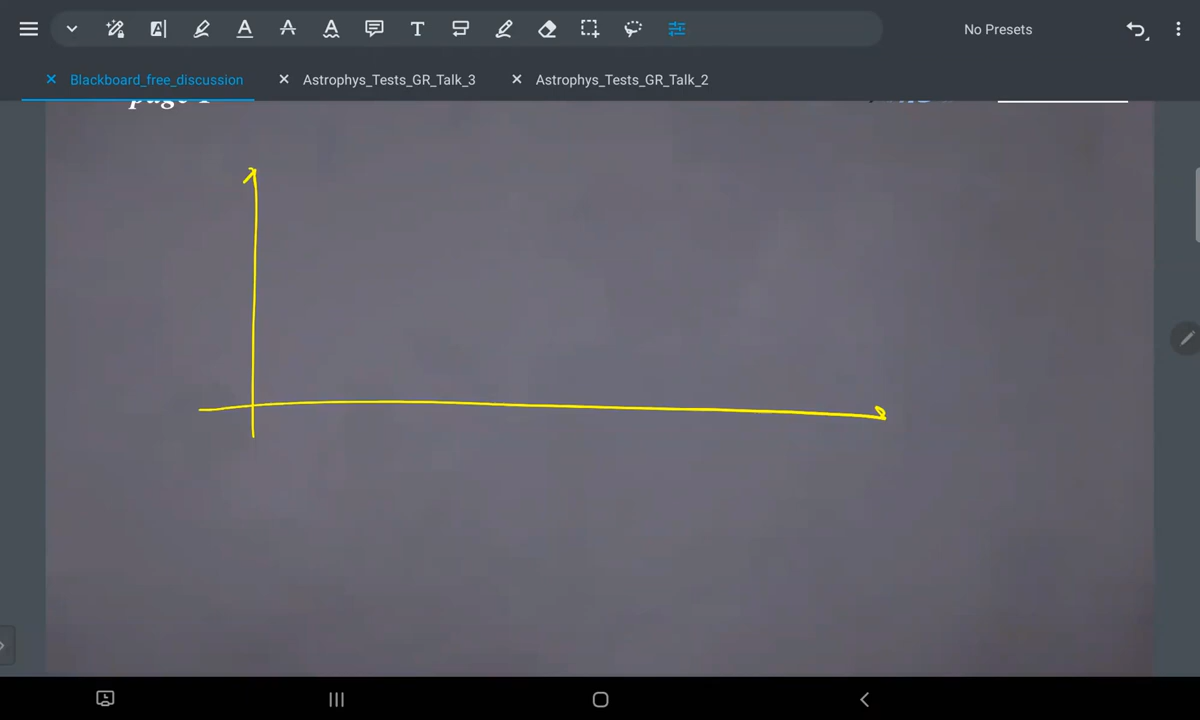 No Presets
Blackboard_free_discussion
Astrophys_Tests_GR_Talk_3
Astrophys_Tests_GR_Talk_2